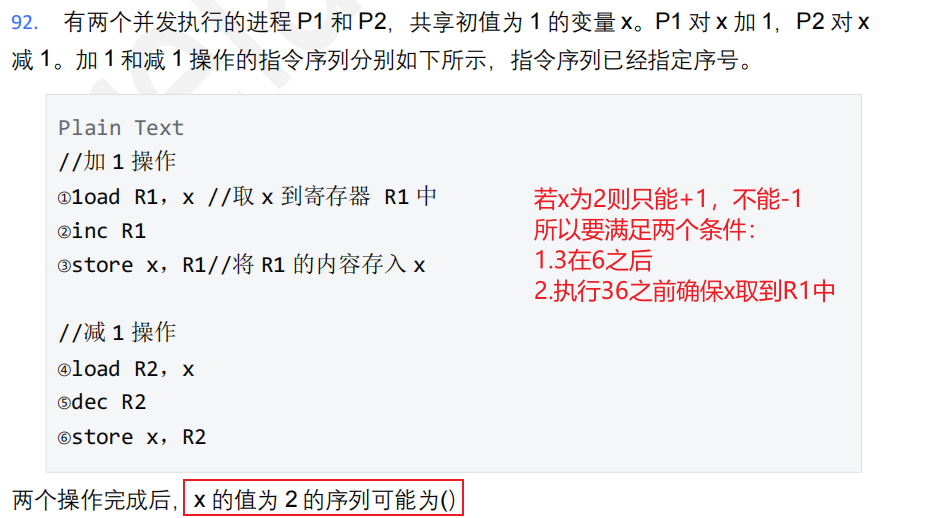 92. 有两个并发执行的进程 P1 和 P2，共享初值为 1 的变量 x。P1 对 x 加 1，P2 对 x
减 1。加 1 和减 1 操作的指令序列分别如下所示，指令序列已经指定序号。
Plain Text
//加 1 操作
①load R1，x //取 x 到寄存器 R1 中
②inc R1
③store x，R1//将 R1 的内容存入 x
若x为2则只能+1，不能-1
所以要满足两个条件：
1.3在6之后
2.执行36之前确保x取到R1中
//减 1 操作
④load R2，x
⑤dec R2
⑥store x，R2
两个操作完成后，x 的值为 2 的序列可能为()